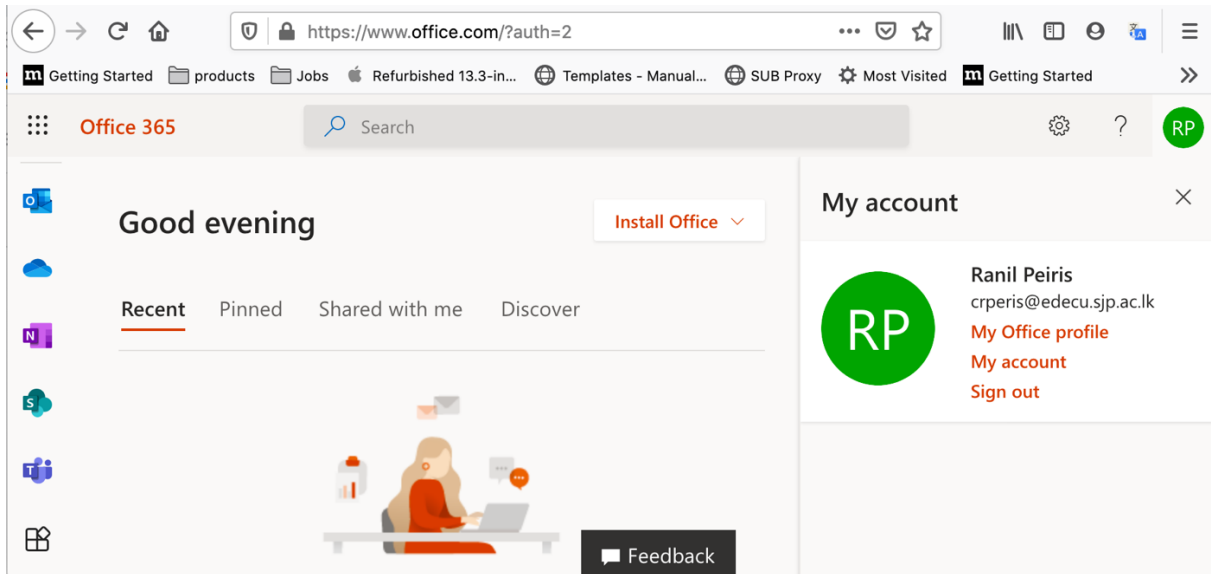 https://www.office.com/?auth=2
m Getting Started products Jobs Refurbished 13.3-in... Templates - Manual... SUB Proxy Most Visited m Getting Started
Office 365 Search ? RP
Good evening
Install Office
Recent Pinned Shared with me Discover
My account
RP
Ranil Peiris
crperis@edecu.sjp.ac.lk
My Office profile
My account
Sign out
Feedback